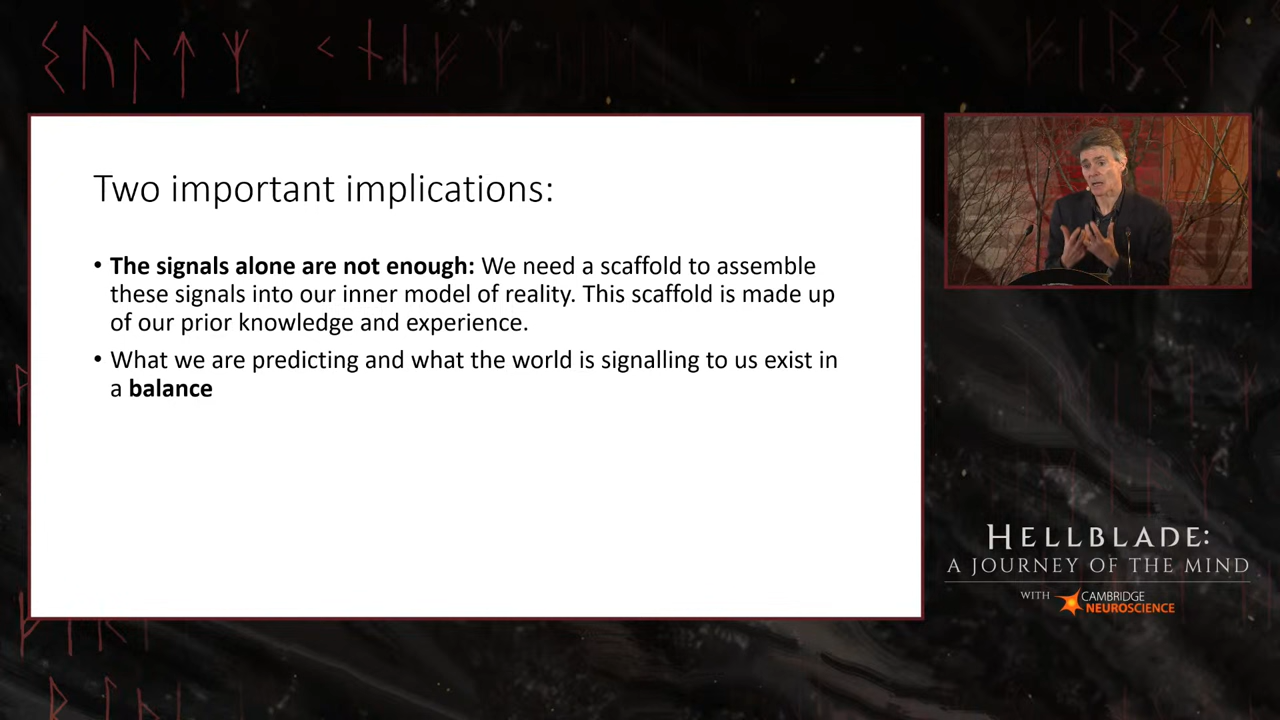 Two important implications:
• The signals alone are not enough: We need a scaffold to assemble
these signals into our inner model of reality. This scaffold is made up
of our prior knowledge and experience.
• What we are predicting and what the world is signalling to us exist in
a balance
HELLBLADE:
A JOURNEY OF THE MIND
WITH CAMBRIDGE
NEUROSCIENCE